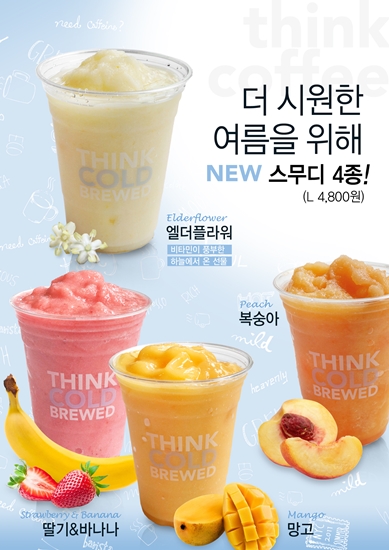 think
coffee
더 시원한
여름을 위해
NEW 스무디 4종!
(L 4,800원)
THINK
COLD
BREWED
Elderflower
엘더플라워
비타민이 풍부한
하늘에서 온 선물
Peach
복숭아
THINK
COLD
BREWED
THINK
COLD
BREWED
mild
heavenly
THINK
COLD
BREWED
Strawberry & Banana
딸기&바나나
Mango
망고
mild